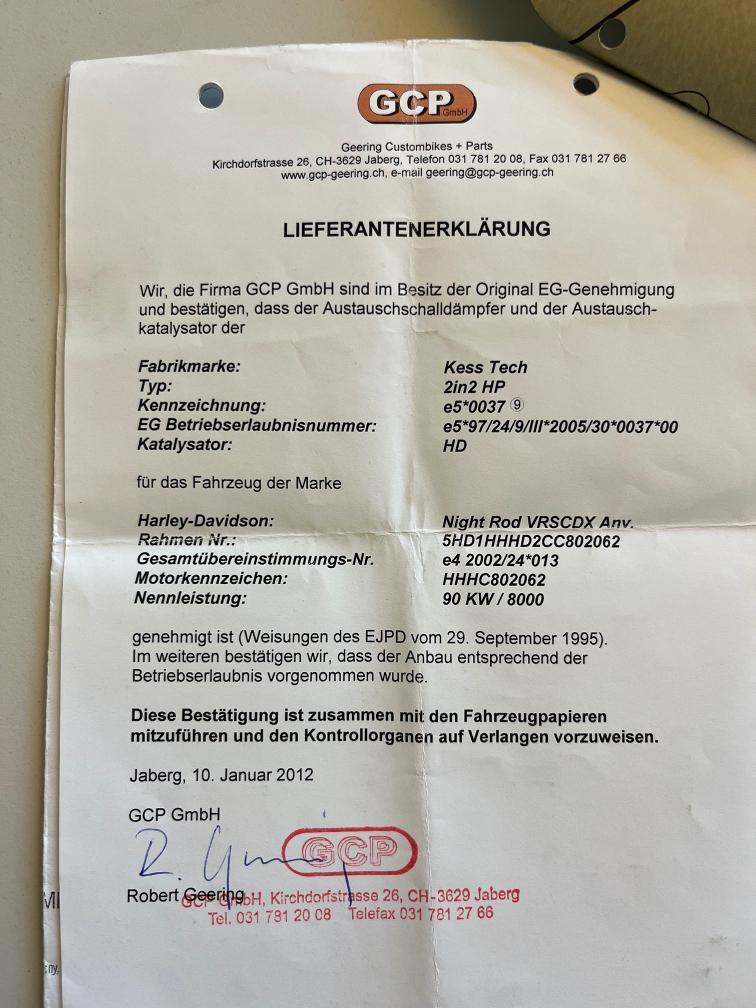 GCP GmbH
Geering Custombikes + Parts
Kirchdorfstrasse 26, CH-3629 Jaberg, Telefon 031 781 20 08, Fax 031 781 27 66
www.gcp-geering.ch, e-mail geering@gcp-geering.ch
LIEFERANTENERKLÄRUNG
Wir, die Firma GCP GmbH sind im Besitz der Original EG-Genehmigung
und bestätigen, dass der Austauschschalldämpfer und der Austausch-
katalysator der
Fabrikmarke: Kess Tech
Typ: 2in2 HP
Kennzeichnung: e5*0037 ⑨
EG Betriebserlaubnisnummer: e5*97/24/9/III*2005/30*0037*00
Katalysator: HD
für das Fahrzeug der Marke
Harley-Davidson: Night Rod VRSCDX Anv.
Rahmen Nr.: 5HD1HHHD2CC802062
Gesamtübereinstimmungs-Nr. e4 2002/24*013
Motorkennzeichen: HHHC802062
Nennleistung: 90 KW / 8000
genehmigt ist (Weisungen des EJPD vom 29. September 1995).
Im weiteren bestätigen wir, dass der Anbau entsprechend der
Betriebserlaubnis vorgenommen wurde.
Diese Bestätigung ist zusammen mit den Fahrzeugpapieren
mitzuführen und den Kontrollorganen auf Verlangen vorzuweisen.
Jaberg, 10. Januar 2012
GCP GmbH
GCP
Robert Geering
GCP GmbH, Kirchdorfstrasse 26, CH-3629 Jaberg
Tel. 031 781 20 08 Telefax 031 781 27 66